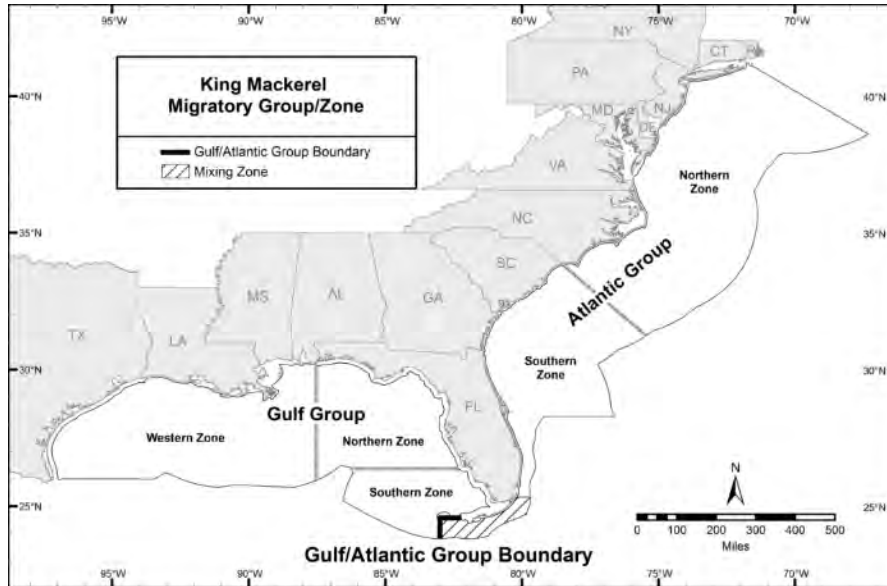 95°W
90°W
85°W
80°W
75°W
70°W
King Mackerel
Migratory Group/Zone
Gulf/Atlantic Group Boundary
Mixing Zone
40°N
40°N
35°N
35°N
30°N
30°N
25°N
25°N
NY
CT
RI
PA
MD
NJ
DE
VA
NC
SC
GA
AL
MS
LA
TX
FL
Northern
Zone
Atlantic Group
Southern
Zone
Gulf Group
Western Zone
Northern Zone
Southern Zone
Gulf/Atlantic Group Boundary
N
0
100
200
300
400
500
Miles
95°W
90°W
85°W
80°W
75°W
70°W